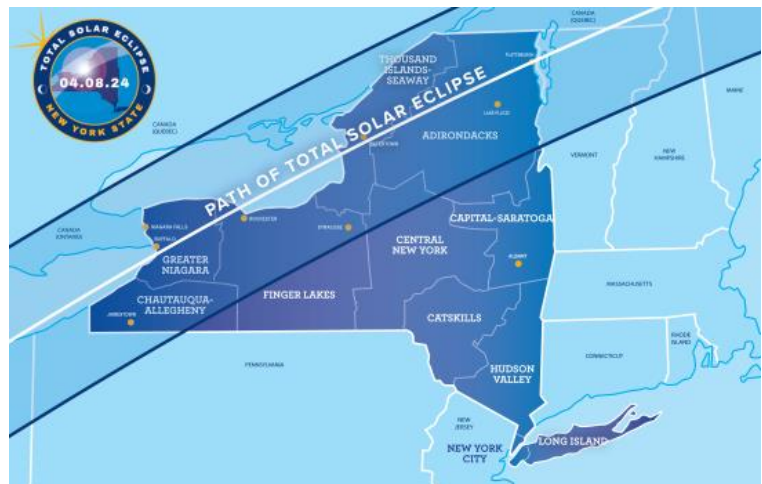 TOTAL SOLAR ECLIPSE
04.08.24
NEW YORK STATE
CANADA
(QUÉBEC)
THOUSAND
ISLANDS-
SEAWAY
PLATTSBURGH
MAINE
CANADA
(QUÉBEC)
LAKE PLACID
ADIRONDACKS
WATERTOWN
PATH OF TOTAL SOLAR ECLIPSE
VERMONT
NEW
HAMPSHIRE
CANADA
(ONTARIO)
NIAGARA FALLS
ROCHESTER
SYRACUSE
CAPITAL-SARATOGA
BUFFALO
GREATER
NIAGARA
CENTRAL
NEW YORK
ALBANY
CHAUTAUQUA-
ALLEGHENY
FINGER LAKES
MASSACHUSETTS
JAMESTOWN
CATSKILLS
HUDSON
VALLEY
CONNECTICUT
RHODE
ISLAND
PENNSYLVANIA
NEW
JERSEY
NEW YORK
CITY
LONG ISLAND